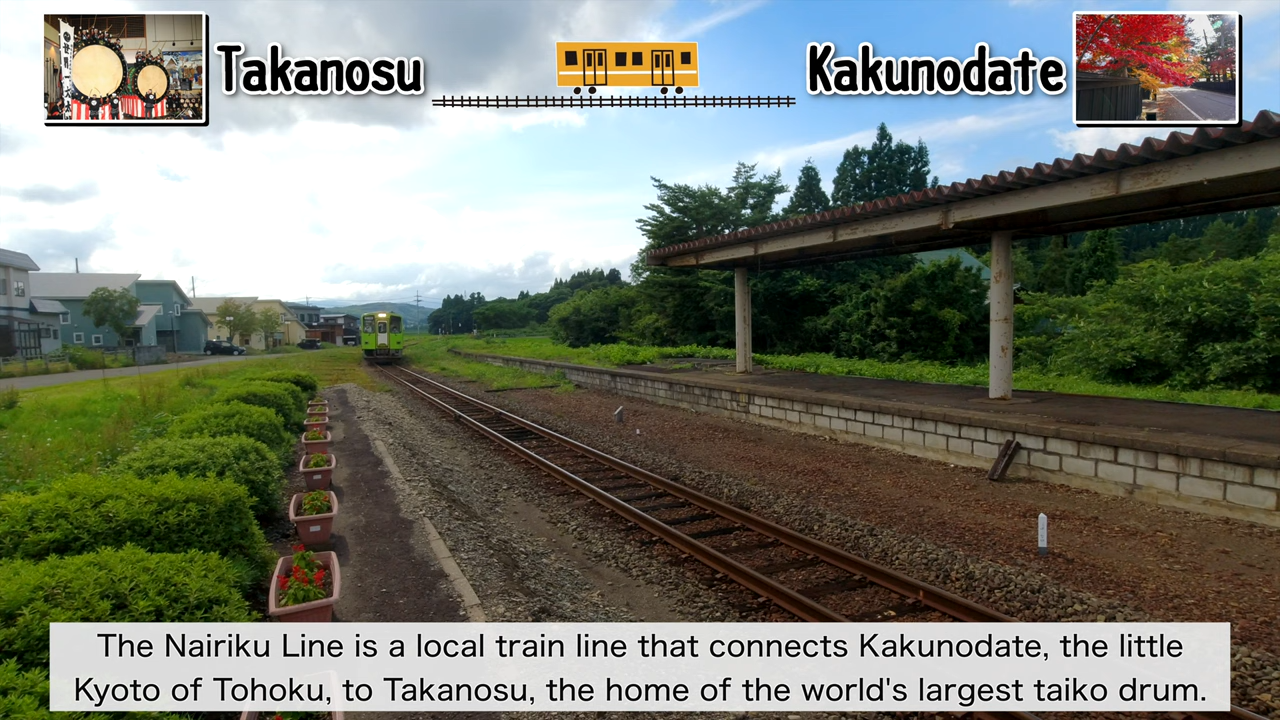 Takanosu
Kakunodate
The Nairiku Line is a local train line that connects Kakunodate, the little
Kyoto of Tohoku, to Takanosu, the home of the world's largest taiko drum.